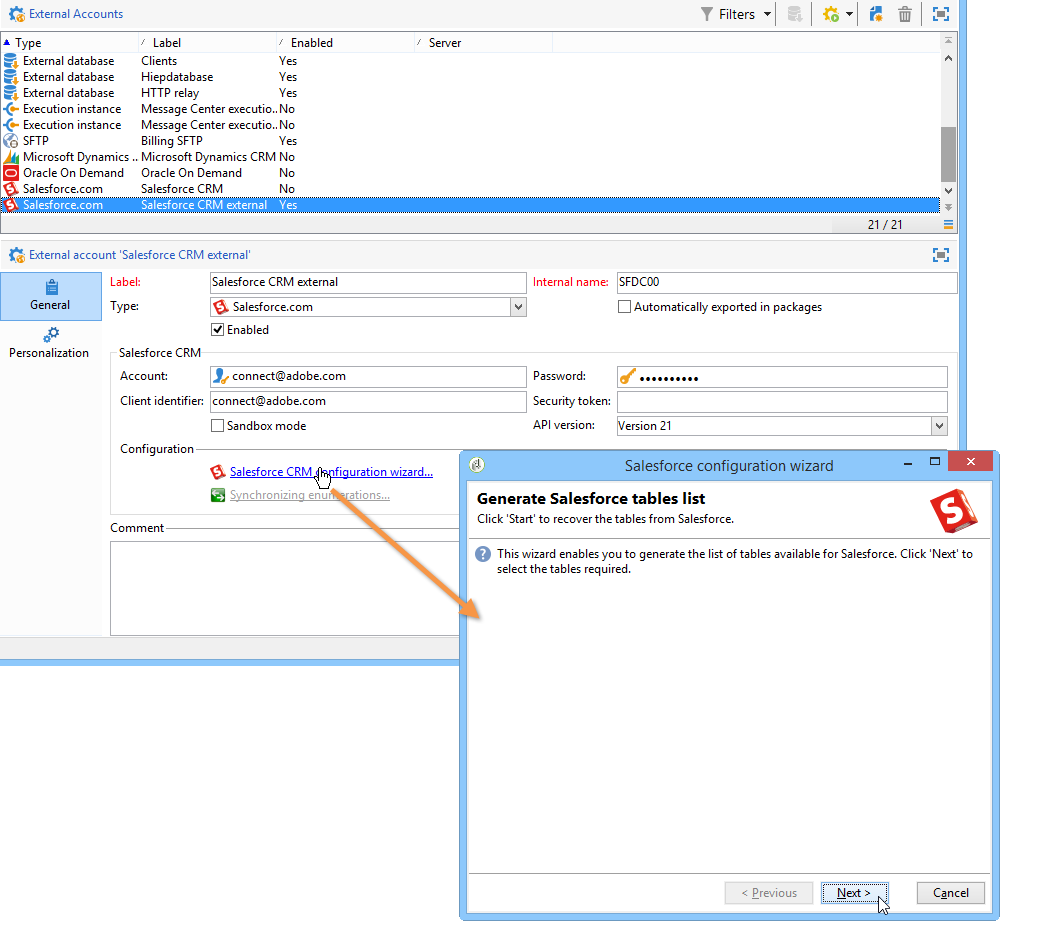 External Accounts
Filters
Type / Label / Enabled / Server
External database Clients Yes
External database Hiepdatabase Yes
External database HTTP relay Yes
Execution instance Message Center executio.. No
Execution instance Message Center executio.. No
SFTP Billing SFTP Yes
Microsoft Dynamics .. Microsoft Dynamics CRM No
Oracle On Demand Oracle On Demand No
Salesforce.com Salesforce CRM No
Salesforce.com Salesforce CRM external Yes
21 / 21
External account 'Salesforce CRM external'
General
Personalization
Label: Salesforce CRM external Internal name: SFDC00
Type: Salesforce.com Automatically exported in packages
Enabled
Salesforce CRM
Account: connect@adobe.com Password: ••••••••••
Client identifier: connect@adobe.com Security token:
Sandbox mode API version: Version 21
Configuration
Salesforce CRM configuration wizard...
Synchronizing enumerations...
Comment
Salesforce configuration wizard
Generate Salesforce tables list
Click 'Start' to recover the tables from Salesforce.
This wizard enables you to generate the list of tables available for Salesforce. Click 'Next' to
select the tables required.
< Previous Next > Cancel